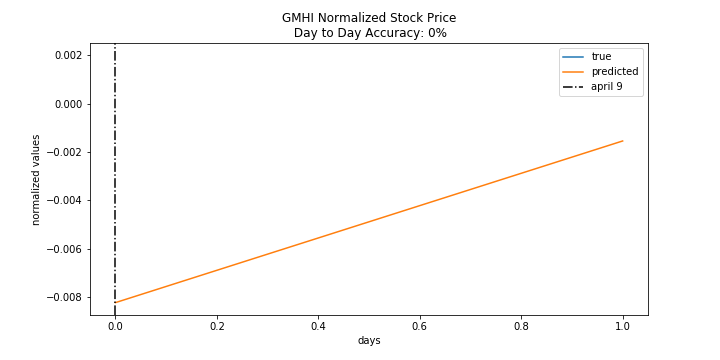 GMHI Normalized Stock Price
Day to Day Accuracy: 0%
true
predicted
april 9
normalized values
0.002
0.000
−0.002
−0.004
−0.006
−0.008
0.0 0.2 0.4 0.6 0.8 1.0
days